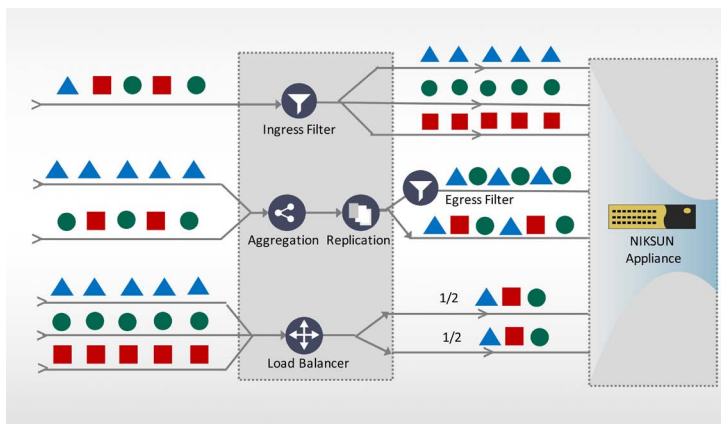 Ingress Filter
Egress Filter
Aggregation
Replication
NIKSUN
Appliance
1/2
1/2
Load Balancer